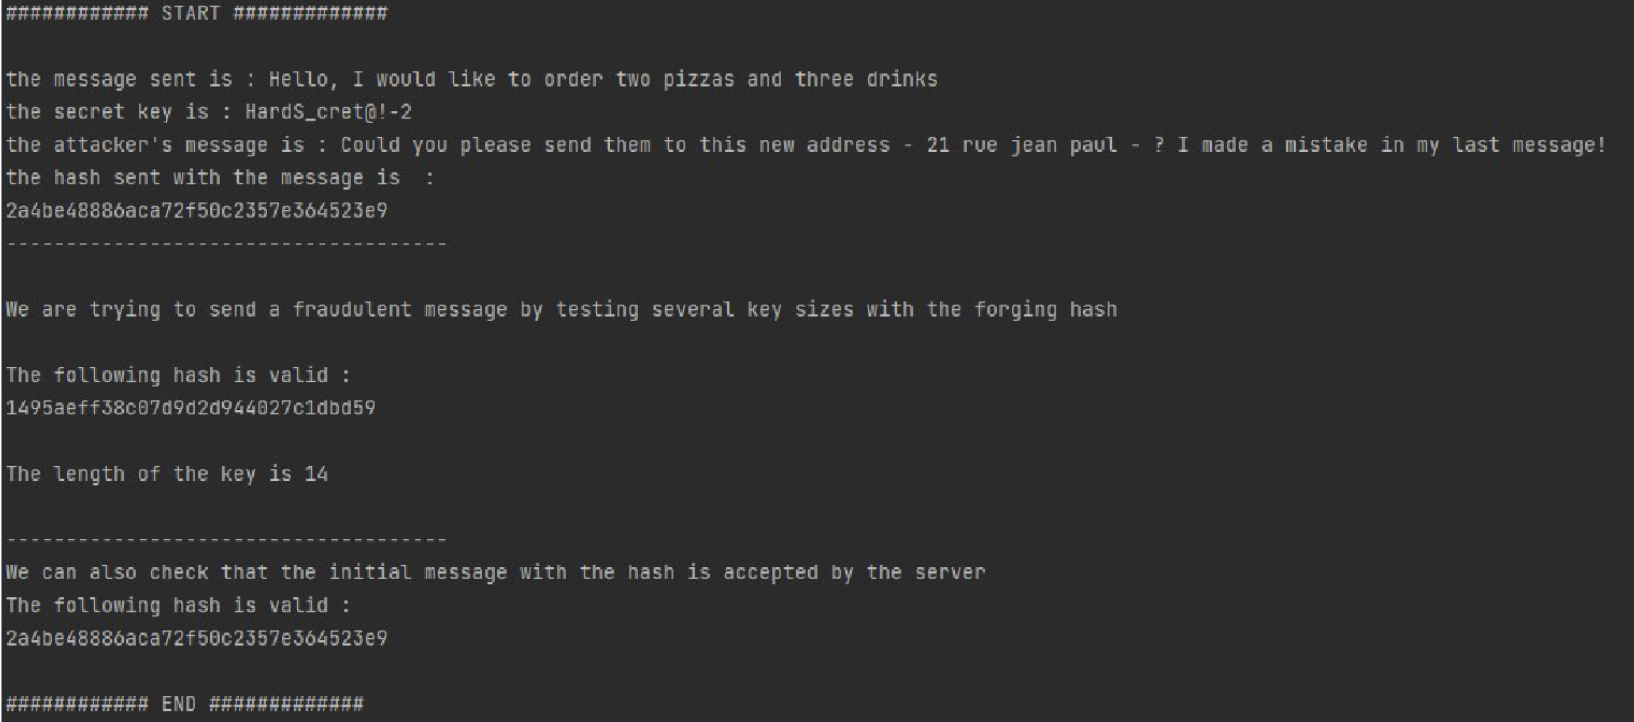 ############ START #############
the message sent is : Hello, I would like to order two pizzas and three drinks
the secret key is : HardS_cret@!-2
the attacker's message is : Could you please send them to this new address - 21 rue jean paul - ? I made a mistake in my last message!
the hash sent with the message is  :
2a4be48886aca72f50c2357e364523e9
-------------------------------------
We are trying to send a fraudulent message by testing several key sizes with the forging hash
The following hash is valid :
1495aeff38c07d9d2d944027c1dbd59
The length of the key is 14
-------------------------------------
We can also check that the initial message with the hash is accepted by the server
The following hash is valid :
2a4be48886aca72f50c2357e364523e9
############ END #############